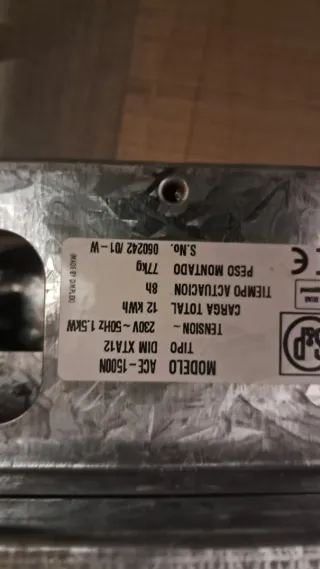 MODELO ACE-1500N
TIPO DIM XTA12
TENSION ~ 230V~50Hz 1.5kW
CARGA TOTAL 12 KWh
TIEMPO ACTUACION 8h
PESO MONTADO 77kg
S.No. 060242 /01-W
S&P
CE